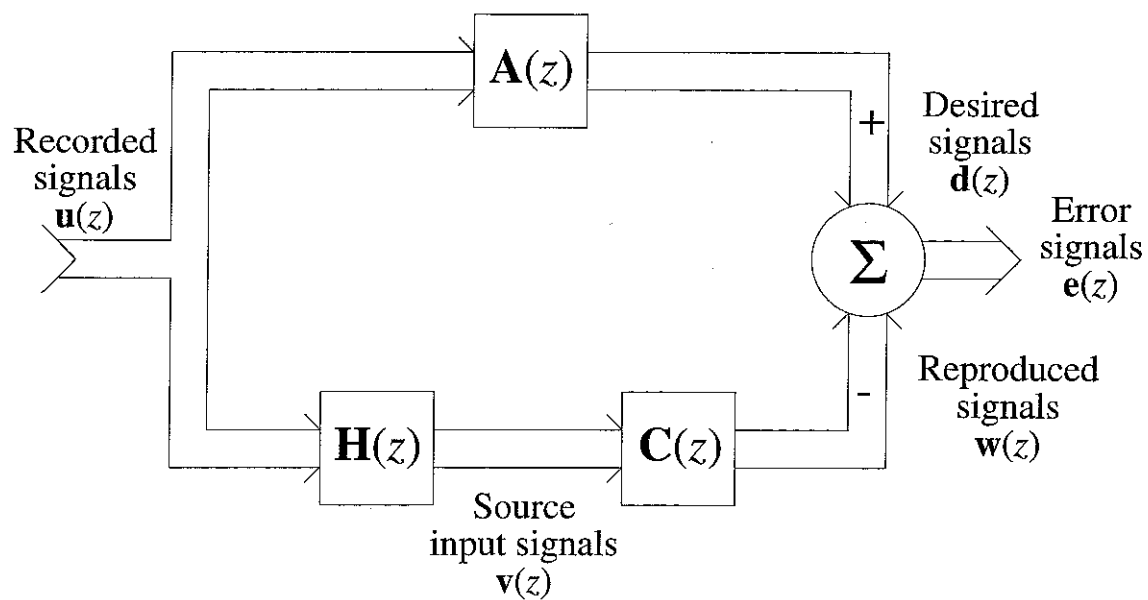 A(z)
Recorded
signals
u(z)
+
Desired
signals
d(z)
Σ
Error
signals
e(z)
H(z)
C(z)
-
Reproduced
signals
w(z)
Source
input signals
v(z)